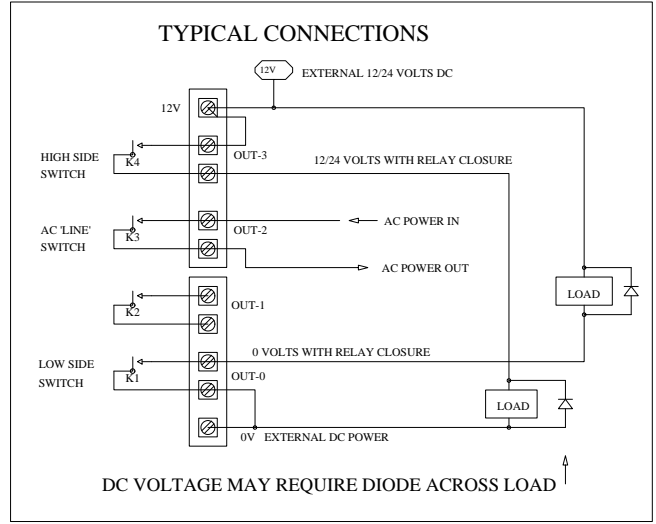 TYPICAL CONNECTIONS
12V EXTERNAL 12/24 VOLTS DC
12V
HIGH SIDE
SWITCH
K4
OUT-3
12/24 VOLTS WITH RELAY CLOSURE
AC 'LINE'
SWITCH
K3
OUT-2
AC POWER IN
AC POWER OUT
K2
OUT-1
LOAD
LOW SIDE
SWITCH
K1
OUT-0
0 VOLTS WITH RELAY CLOSURE
LOAD
0V EXTERNAL DC POWER
DC VOLTAGE MAY REQUIRE DIODE ACROSS LOAD